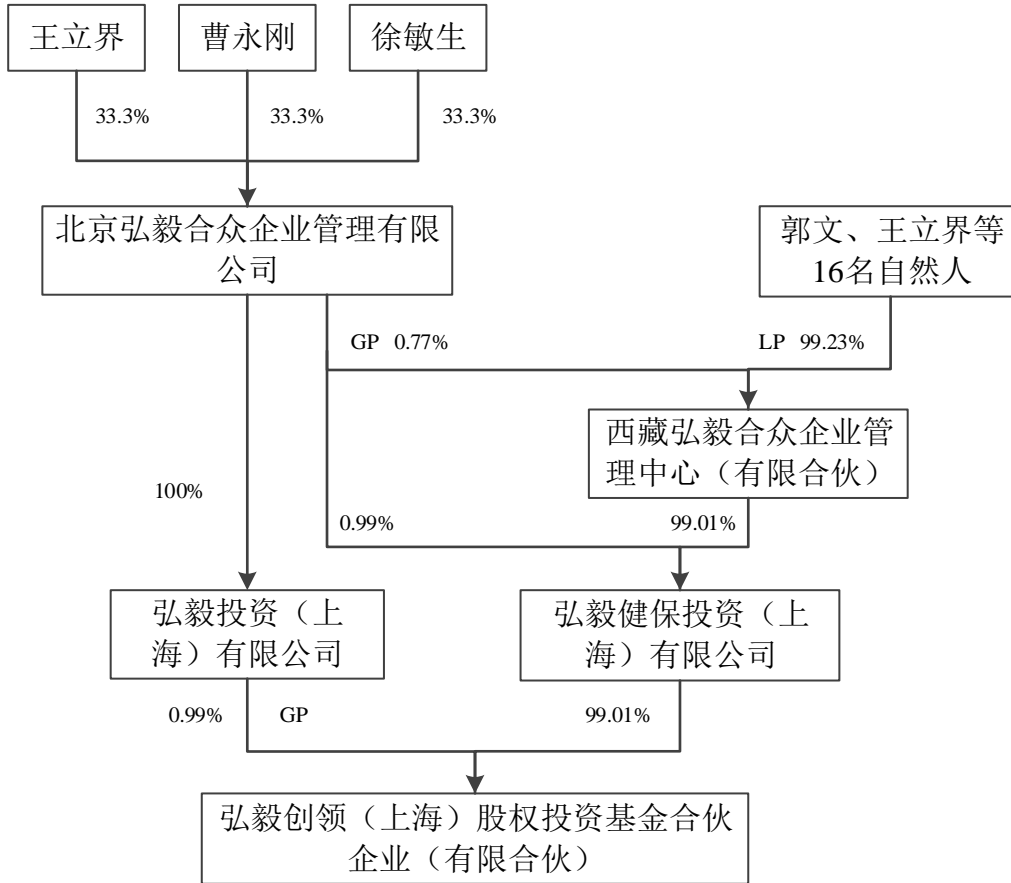 王立界
曹永刚
徐敏生
33.3%
33.3%
33.3%
北京弘毅合众企业管理有限
公司
郭文、王立界等
16名自然人
GP 0.77%
LP 99.23%
西藏弘毅合众企业管
理中心（有限合伙）
100%
0.99%
99.01%
弘毅投资（上
海）有限公司
弘毅健保投资（上
海）有限公司
0.99%
GP
99.01%
弘毅创领（上海）股权投资基金合伙
企业（有限合伙）